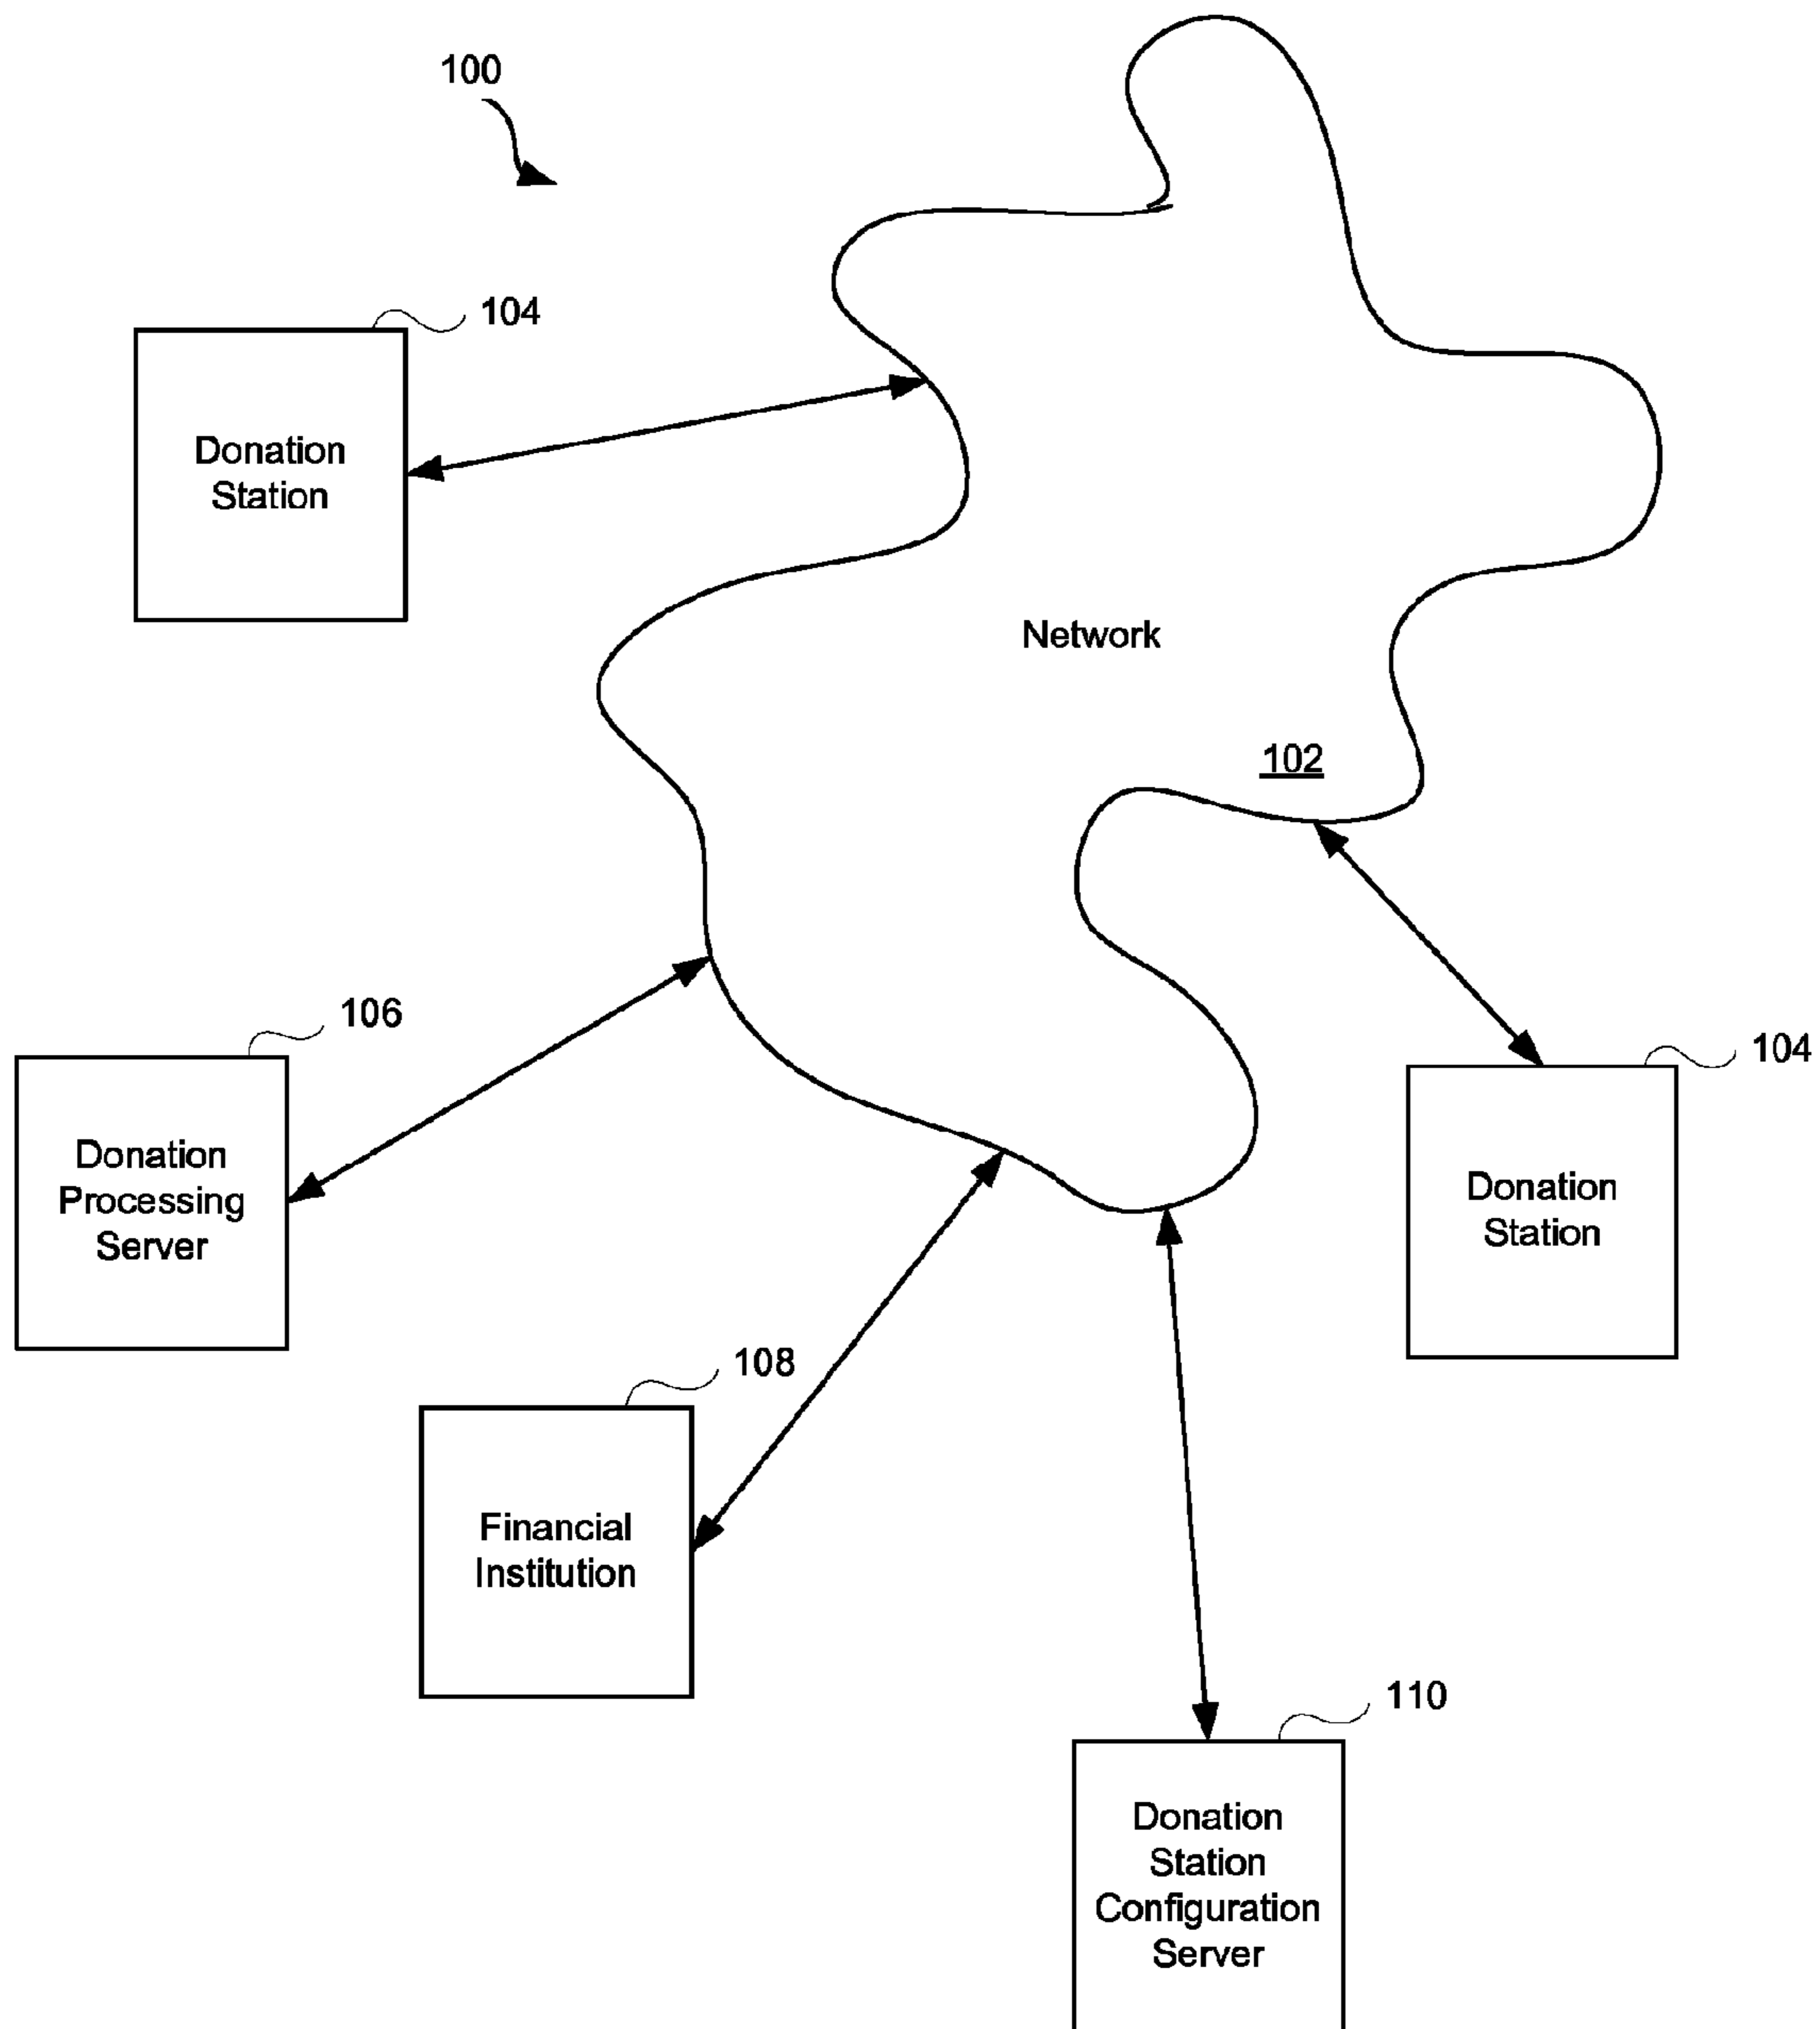 100
104
Donation
Station
Network
102
106
Donation
Processing
Server
104
Donation
Station
108
Financial
Institution
110
Donation
Station
Configuration
Server